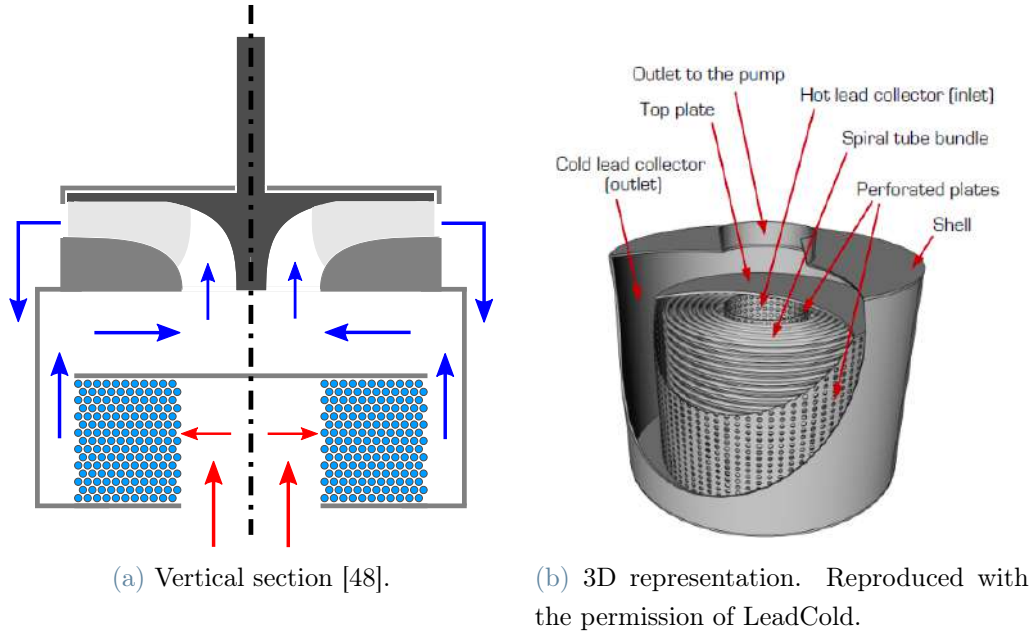 Outlet to the pump
Hot lead collector (inlet)
Top plate
Spiral tube bundle
Cold lead collector
(outlet)
Perforated plates
Shell
(a) Vertical section [48].
(b) 3D representation. Reproduced with
the permission of LeadCold.